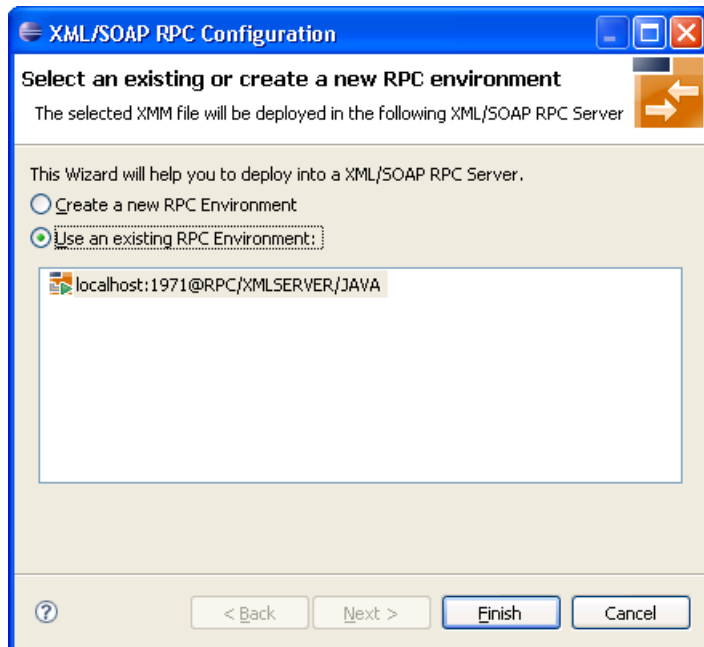 XML/SOAP RPC Configuration
Select an existing or create a new RPC environment
The selected XMM file will be deployed in the following XML/SOAP RPC Server
This Wizard will help you to deploy into a XML/SOAP RPC Server.
Create a new RPC Environment
Use an existing RPC Environment:
localhost:1971@RPC/XMLSERVER/JAVA
? < Back Next > Finish Cancel